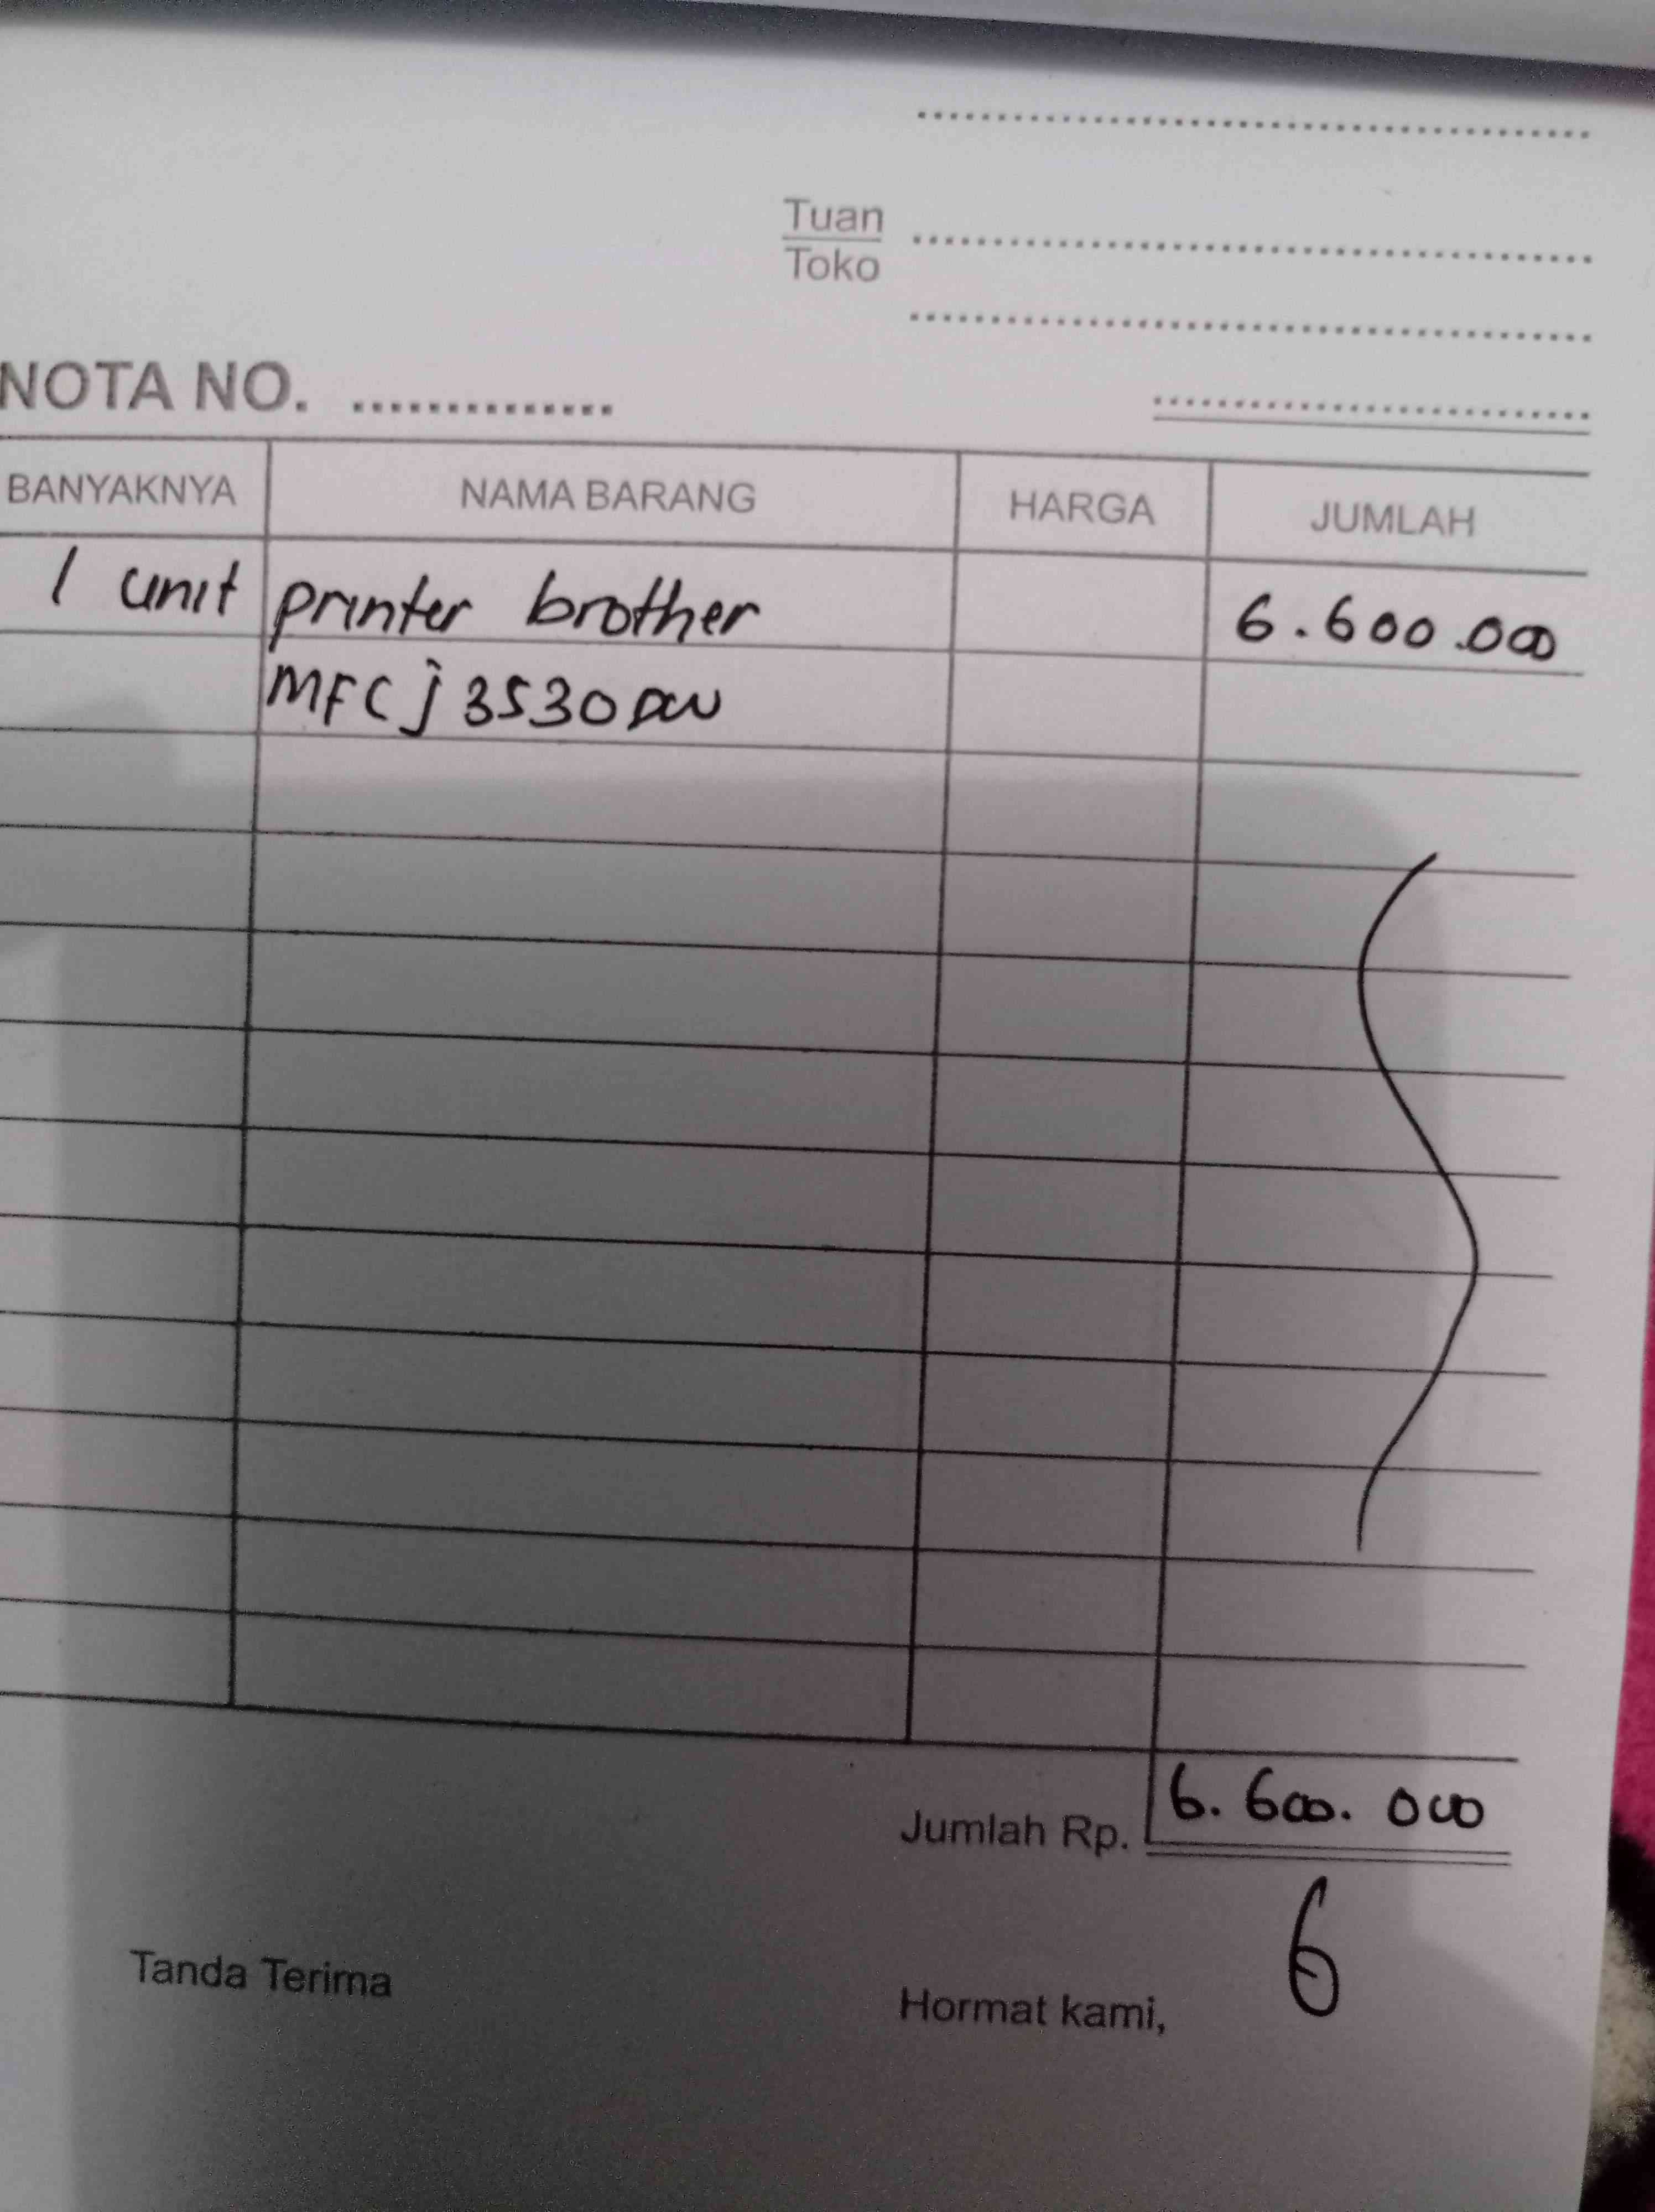 Tuan
Toko
NOTA NO. ..............
BANYAKNYA NAMA BARANG HARGA JUMLAH
1 unit printer brother 6.600.000
MFC j 3530 DW
Jumlah Rp. 6.600.000
Tanda Terima Hormat kami,